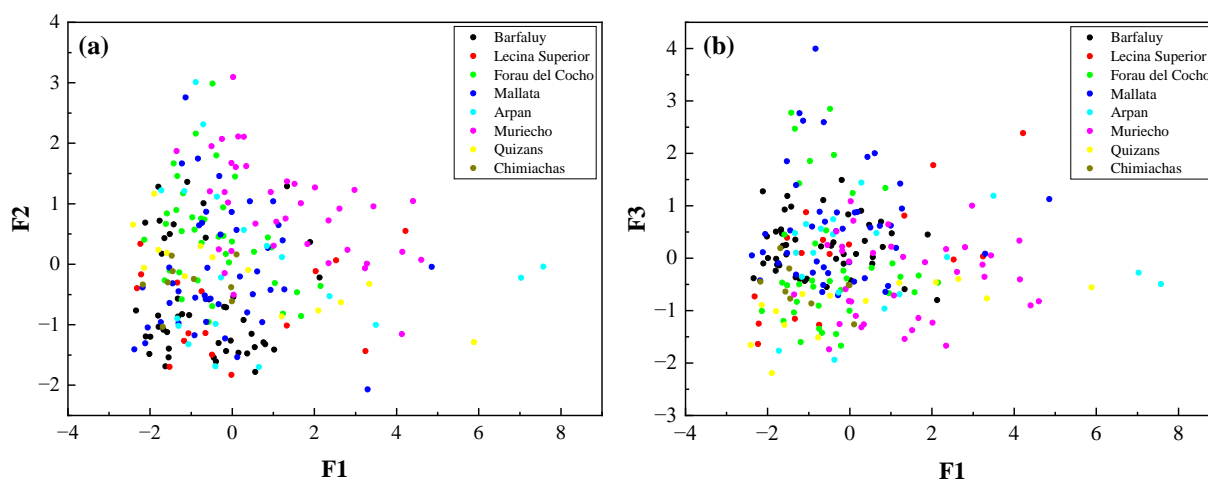 (a)
Barfaluy
Lecina Superior
Forau del Cocho
Mallata
Arpan
Muriecho
Quizans
Chimiachas
4
3
2
1
0
−1
−2
F2
−4
−2
0
2
4
6
8
F1
(b)
Barfaluy
Lecina Superior
Forau del Cocho
Mallata
Arpan
Muriecho
Quizans
Chimiachas
5
4
3
2
1
0
−1
−2
−3
F3
−4
−2
0
2
4
6
8
F1